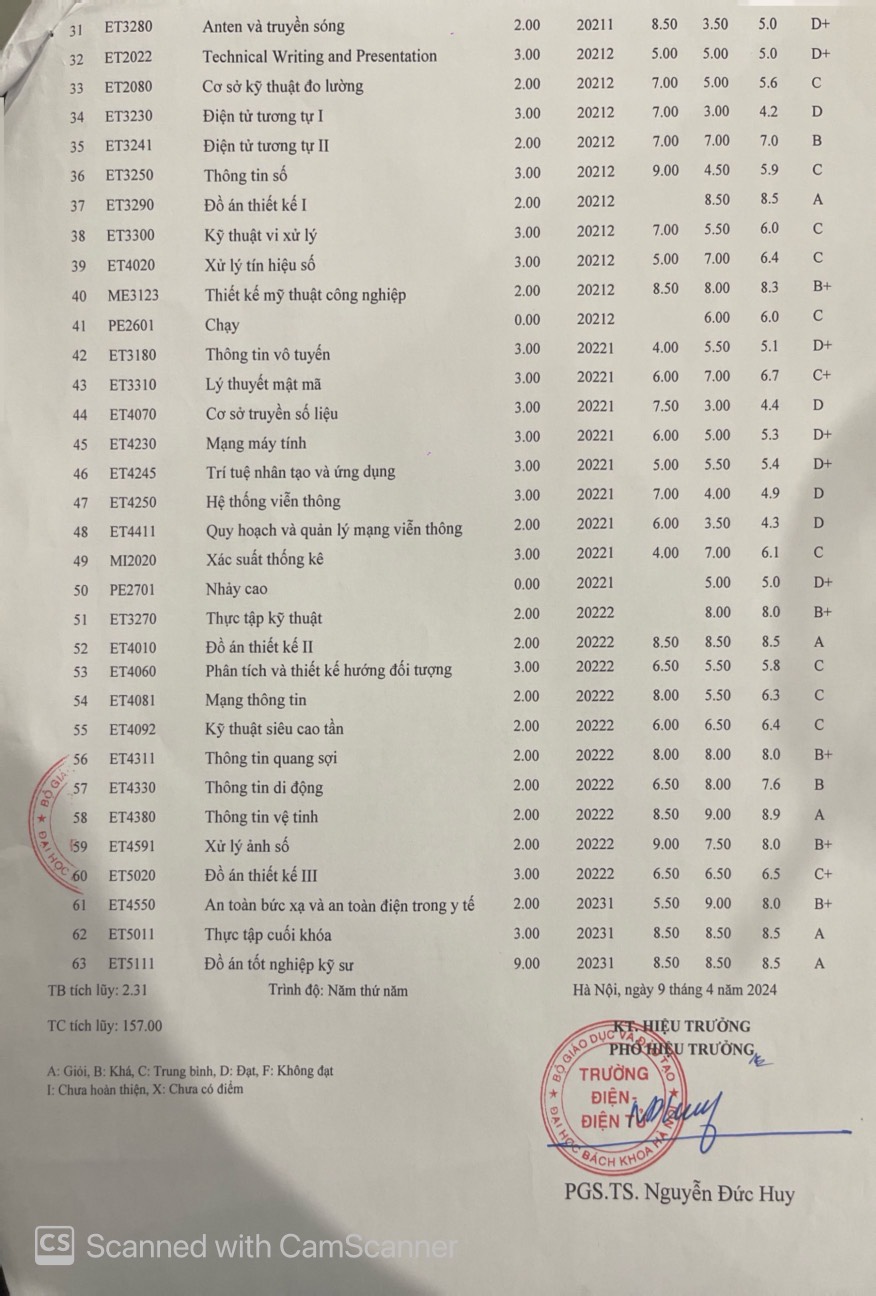 31 ET3280 Anten và truyền sóng 2.00 20211 8.50 3.50 5.0 D+
32 ET2022 Technical Writing and Presentation 3.00 20212 5.00 5.00 5.0 D+
33 ET2080 Cơ sở kỹ thuật đo lường 2.00 20212 7.00 5.00 5.6 C
34 ET3230 Điện tử tương tự I 3.00 20212 7.00 3.00 4.2 D
35 ET3241 Điện tử tương tự II 2.00 20212 7.00 7.00 7.0 B
36 ET3250 Thông tin số 3.00 20212 9.00 4.50 5.9 C
37 ET3290 Đồ án thiết kế I 2.00 20212 8.50 8.5 A
38 ET3300 Kỹ thuật vi xử lý 3.00 20212 7.00 5.50 6.0 C
39 ET4020 Xử lý tín hiệu số 3.00 20212 5.00 7.00 6.4 C
40 ME3123 Thiết kế mỹ thuật công nghiệp 2.00 20212 8.50 8.00 8.3 B+
41 PE2601 Chạy 0.00 20212 6.00 6.0 C
42 ET3180 Thông tin vô tuyến 3.00 20221 4.00 5.50 5.1 D+
43 ET3310 Lý thuyết mật mã 3.00 20221 6.00 7.00 6.7 C+
44 ET4070 Cơ sở truyền số liệu 3.00 20221 7.50 3.00 4.4 D
45 ET4230 Mạng máy tính 3.00 20221 6.00 5.00 5.3 D+
46 ET4245 Trí tuệ nhân tạo và ứng dụng 3.00 20221 5.00 5.50 5.4 D+
47 ET4250 Hệ thống viễn thông 3.00 20221 7.00 4.00 4.9 D
48 ET4411 Quy hoạch và quản lý mạng viễn thông 2.00 20221 6.00 3.50 4.3 D
49 MI2020 Xác suất thống kê 3.00 20221 4.00 7.00 6.1 C
50 PE2701 Nhảy cao 0.00 20221 5.00 5.0 D+
51 ET3270 Thực tập kỹ thuật 2.00 20222 8.00 8.0 B+
52 ET4010 Đồ án thiết kế II 2.00 20222 8.50 8.50 8.5 A
53 ET4060 Phân tích và thiết kế hướng đối tượng 3.00 20222 6.50 5.50 5.8 C
54 ET4081 Mạng thông tin 2.00 20222 8.00 5.50 6.3 C
55 ET4092 Kỹ thuật siêu cao tần 2.00 20222 6.00 6.50 6.4 C
56 ET4311 Thông tin quang sợi 2.00 20222 8.00 8.00 8.0 B+
57 ET4330 Thông tin di động 2.00 20222 6.50 8.00 7.6 B
58 ET4380 Thông tin vệ tinh 2.00 20222 8.50 9.00 8.9 A
59 ET4591 Xử lý ảnh số 2.00 20222 9.00 7.50 8.0 B+
60 ET5020 Đồ án thiết kế III 3.00 20222 6.50 6.50 6.5 C+
61 ET4550 An toàn bức xạ và an toàn điện trong y tế 2.00 20231 5.50 9.00 8.0 B+
62 ET5011 Thực tập cuối khóa 3.00 20231 8.50 8.50 8.5 A
63 ET5111 Đồ án tốt nghiệp kỹ sư 9.00 20231 8.50 8.50 8.5 A
BỘ GIÁ
ĐẠI HỌC
TB tích lũy: 2.31 Trình độ: Năm thứ năm Hà Nội, ngày 9 tháng 4 năm 2024
TC tích lũy: 157.00
KT. HIỆU TRƯỞNG
PHÓ HIỆU TRƯỞNG
A: Giỏi, B: Khá, C: Trung bình, D: Đạt, F: Không đạt
I: Chưa hoàn thiện, X: Chưa có điểm
BỘ GIÁO DỤC VÀ ĐÀO TẠO
TRƯỜNG
ĐIỆN-
ĐIỆN TỬ
ĐẠI HỌC BÁCH KHOA HÀ NỘI
PGS.TS. Nguyễn Đức Huy
CS Scanned with CamScanner